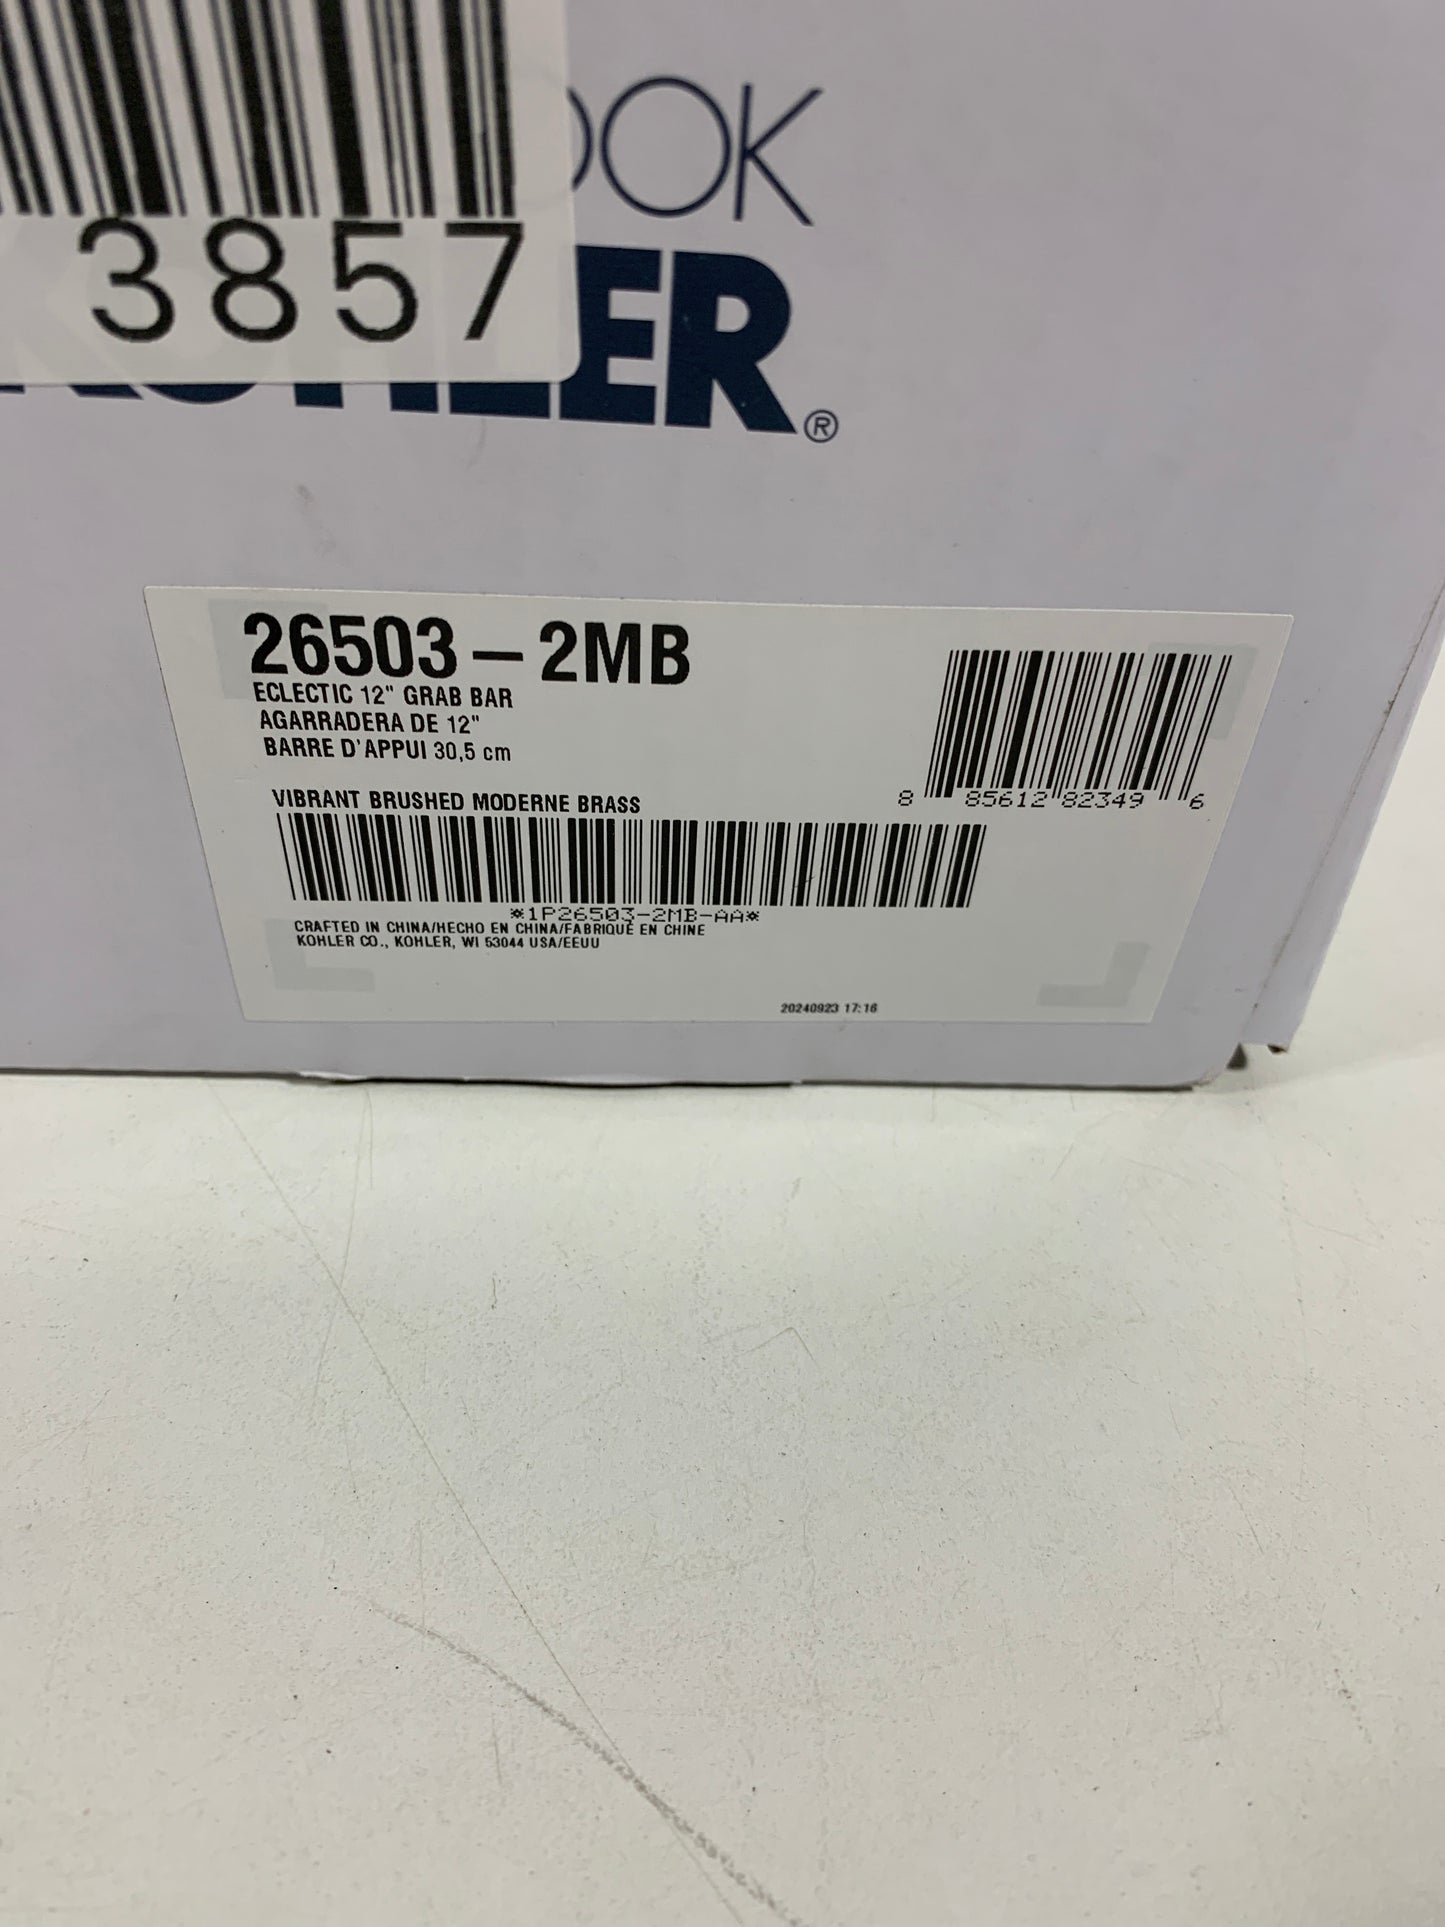 OOK
3857
KOHLER®
26503-2MB
ECLECTIC 12" GRAB BAR
AGARRADERA DE 12"
BARRE D'APPUI 30,5 cm
VIBRANT BRUSHED MODERNE BRASS
8 85612 82349 6
*1P26503-2MB-AA*
CRAFTED IN CHINA/HECHO EN CHINA/FABRIQUÉ EN CHINE
KOHLER CO., KOHLER, WI 53044 USA/EEUU
20240923 17:16